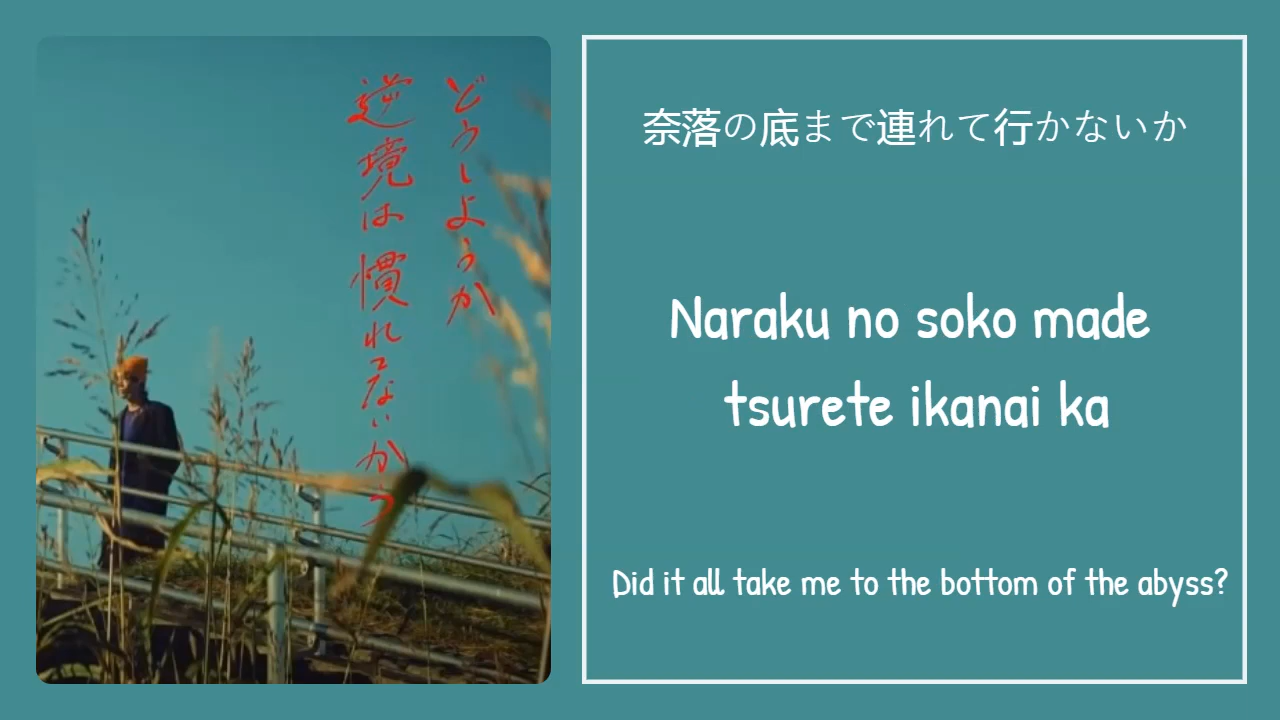 どうしようか
逆境は慣れてないから
奈落の底まで連れて行かないか
Naraku no soko made
tsurete ikanai ka
Did it all take me to the bottom of the abyss?